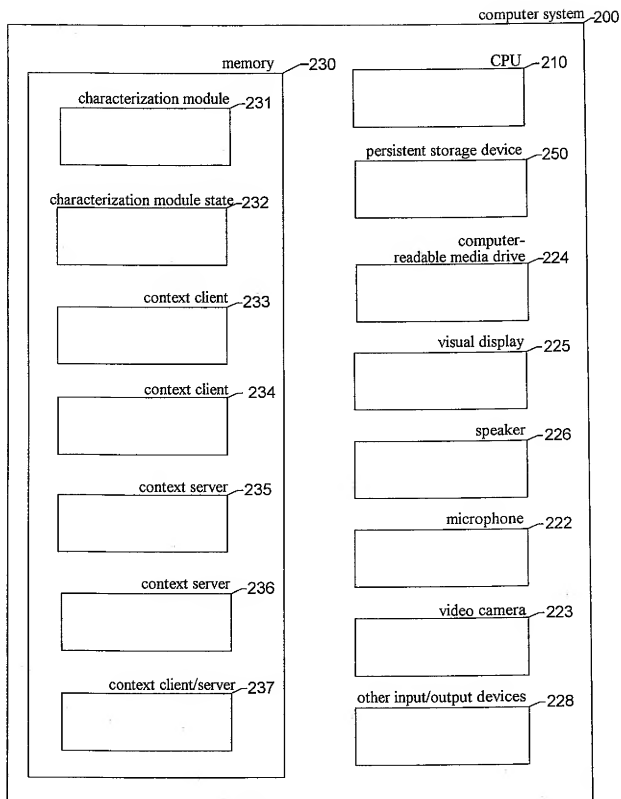 computer system 200
memory 230
characterization module 231
characterization module state 232
context client 233
context client 234
context server 235
context server 236
context client/server 237
CPU 210
persistent storage device 250
computer-
readable media drive 224
visual display 225
speaker 226
microphone 222
video camera 223
other input/output devices 228